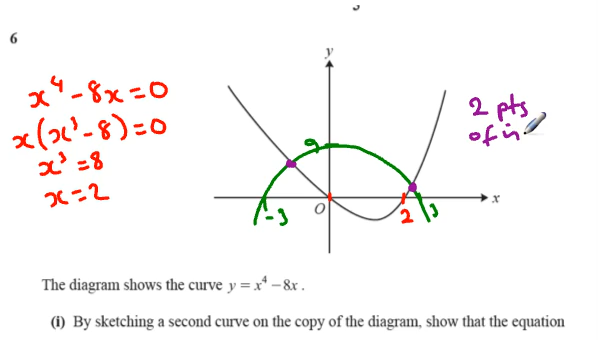 6
x⁴ - 8x = 0
x(x³ - 8) = 0
x³ = 8
x = 2
y
9
2 pts
of in
-3
O
2
3
x
The diagram shows the curve y = x⁴ – 8x .
(i) By sketching a second curve on the copy of the diagram, show that the equation